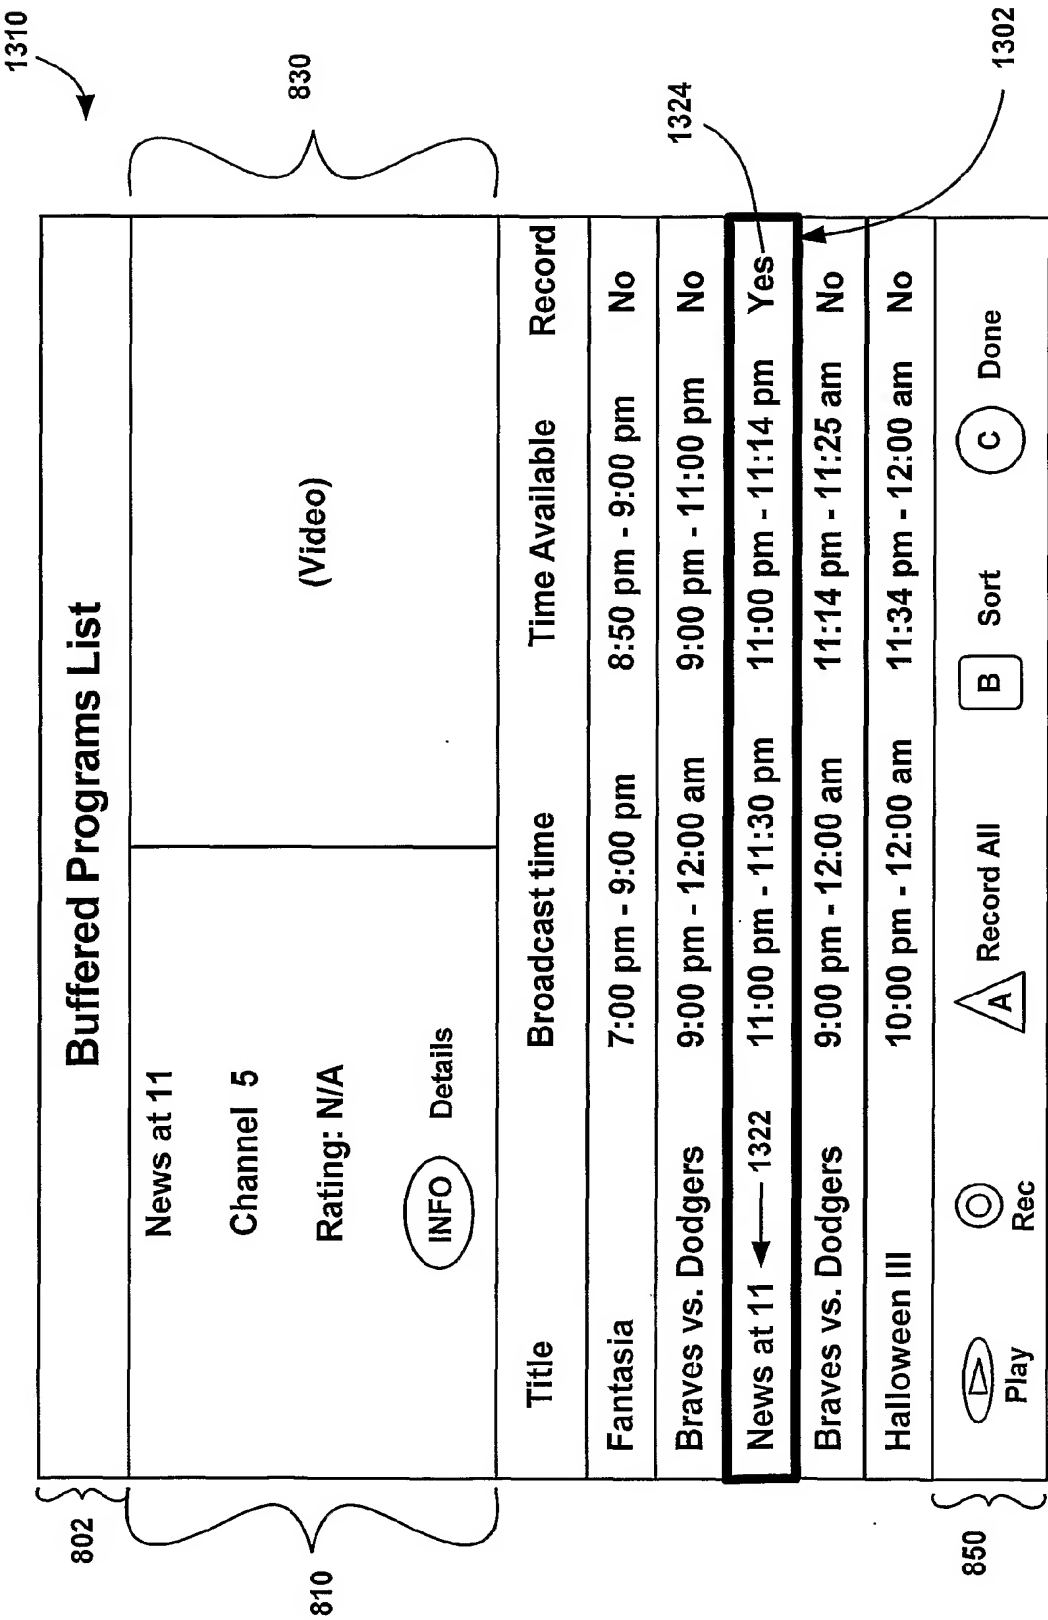 1310
802
Buffered Programs List
810
News at 11
Channel 5
Rating: N/A
INFO Details
(Video)
830
Title Broadcast time Time Available Record
Fantasia 7:00 pm - 9:00 pm 8:50 pm - 9:00 pm No
Braves vs. Dodgers 9:00 pm - 12:00 am 9:00 pm - 11:00 pm No
1324
News at 11 1322 11:00 pm - 11:30 pm 11:00 pm - 11:14 pm Yes
Braves vs. Dodgers 9:00 pm - 12:00 am 11:14 pm - 11:25 am No
Halloween III 10:00 pm - 12:00 am 11:34 pm - 12:00 am No
1302
850
Play Rec A Record All B Sort C Done